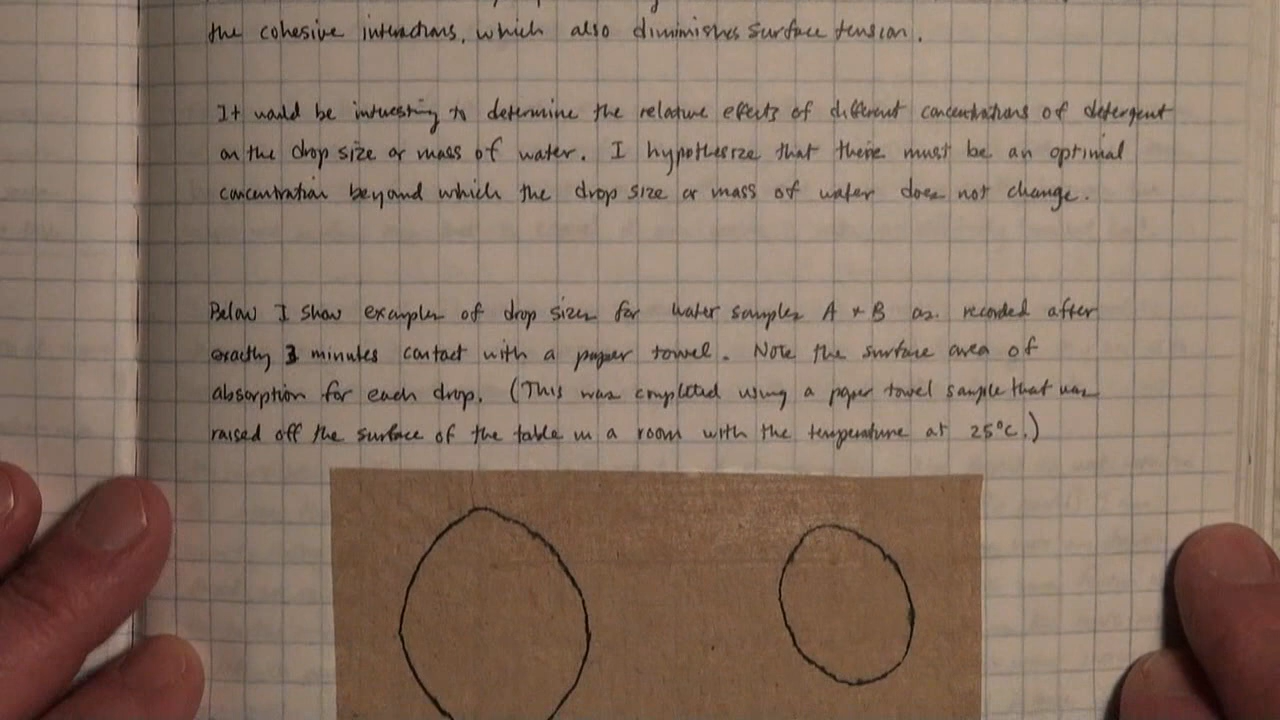 the cohesive interactions, which also diminishes surface tension.
It would be interesting to determine the relative effects of different concentrations of detergent
on the drop size or mass of water. I hypothesize that there must be an optimal
concentration beyond which the drop size or mass of water does not change.
Below I show examples of drop sizes for water samples A + B as recorded after
exactly 3 minutes contact with a paper towel. Note the surface area of
absorption for each drop. (This was completed using a paper towel sample that was
raised off the surface of the table in a room with the temperature at 25°C.)